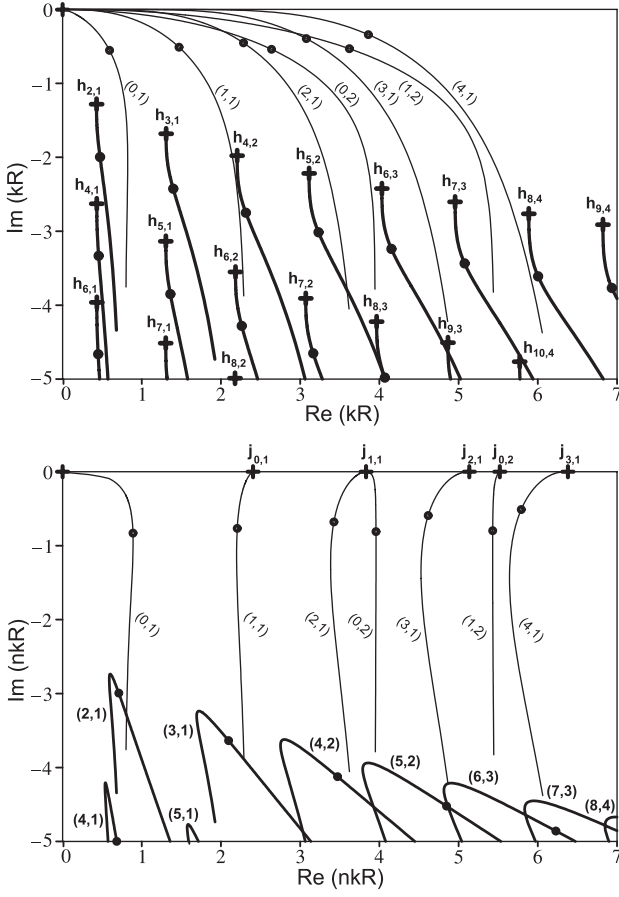 0
−1
−2
−3
−4
−5
Im (kR)
h2,1
h3,1
h4,2
h4,1
h5,2
h6,3
h7,3
h8,4
h9,4
h5,1
h6,2
h6,1
h7,2
h7,1
h8,3
h9,3
h8,2
h10,4
(0,1)
(1,1)
(2,1)
(0,2)
(3,1)
(1,2)
(4,1)
0 1 2 3 4 5 6 7
Re (kR)
j0,1 j1,1 j2,1 j0,2 j3,1
0
−1
−2
−3
−4
−5
Im (nkR)
(0,1) (1,1) (2,1) (0,2) (3,1) (1,2) (4,1)
(2,1)
(3,1)
(4,2)
(5,2)
(6,3)
(7,3)
(8,4)
(4,1)
(5,1)
0 1 2 3 4 5 6 7
Re (nkR)